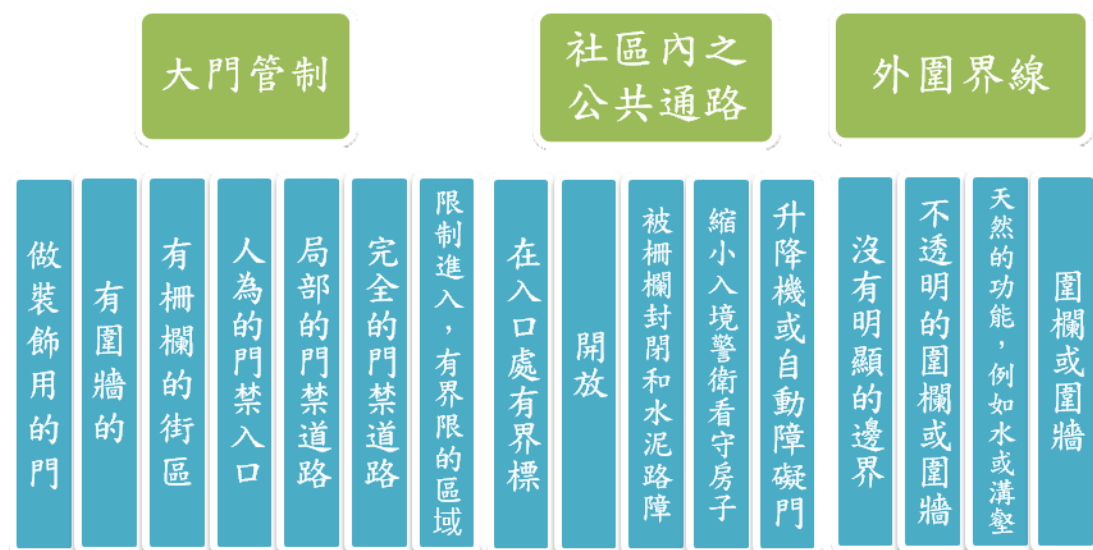 大門管制
社區內之
公共通路
外圍界線
做裝飾用的門
有圍牆的
有柵欄的街區
人為的門禁入口
局部的門禁道路
完全的門禁道路
限制進入，有界限的區域
在入口處有界標
開放
被柵欄封閉和水泥路障
縮小入境警衛看守房子
升降機或自動障礙門
沒有明顯的邊界
不透明的圍欄或圍牆
天然的功能，例如水或溝壑
圍欄或圍牆